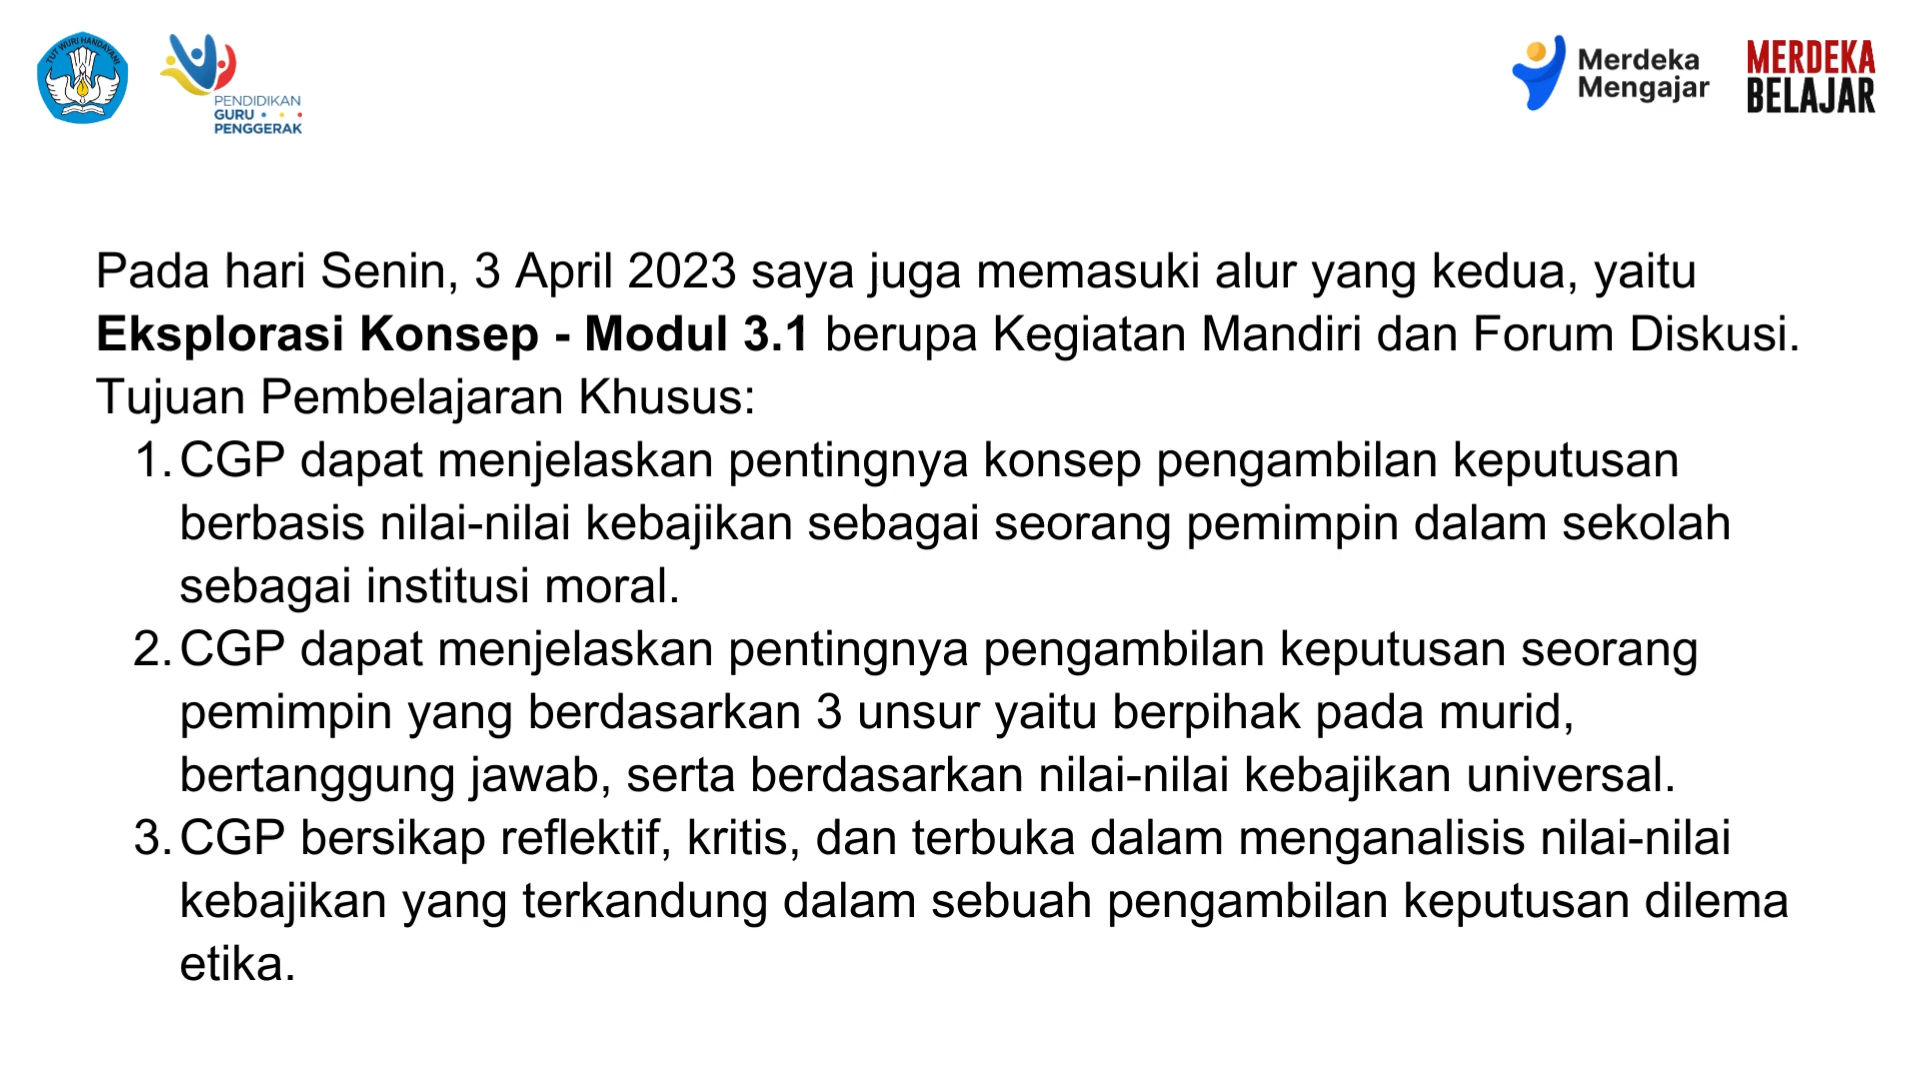 TUT WURI HANDAYANI
PENDIDIKAN
GURU
PENGGERAK
Merdeka
Mengajar
MERDEKA
BELAJAR
Pada hari Senin, 3 April 2023 saya juga memasuki alur yang kedua, yaitu
Eksplorasi Konsep - Modul 3.1 berupa Kegiatan Mandiri dan Forum Diskusi.
Tujuan Pembelajaran Khusus:
1. CGP dapat menjelaskan pentingnya konsep pengambilan keputusan
berbasis nilai-nilai kebajikan sebagai seorang pemimpin dalam sekolah
sebagai institusi moral.
2. CGP dapat menjelaskan pentingnya pengambilan keputusan seorang
pemimpin yang berdasarkan 3 unsur yaitu berpihak pada murid,
bertanggung jawab, serta berdasarkan nilai-nilai kebajikan universal.
3. CGP bersikap reflektif, kritis, dan terbuka dalam menganalisis nilai-nilai
kebajikan yang terkandung dalam sebuah pengambilan keputusan dilema
etika.